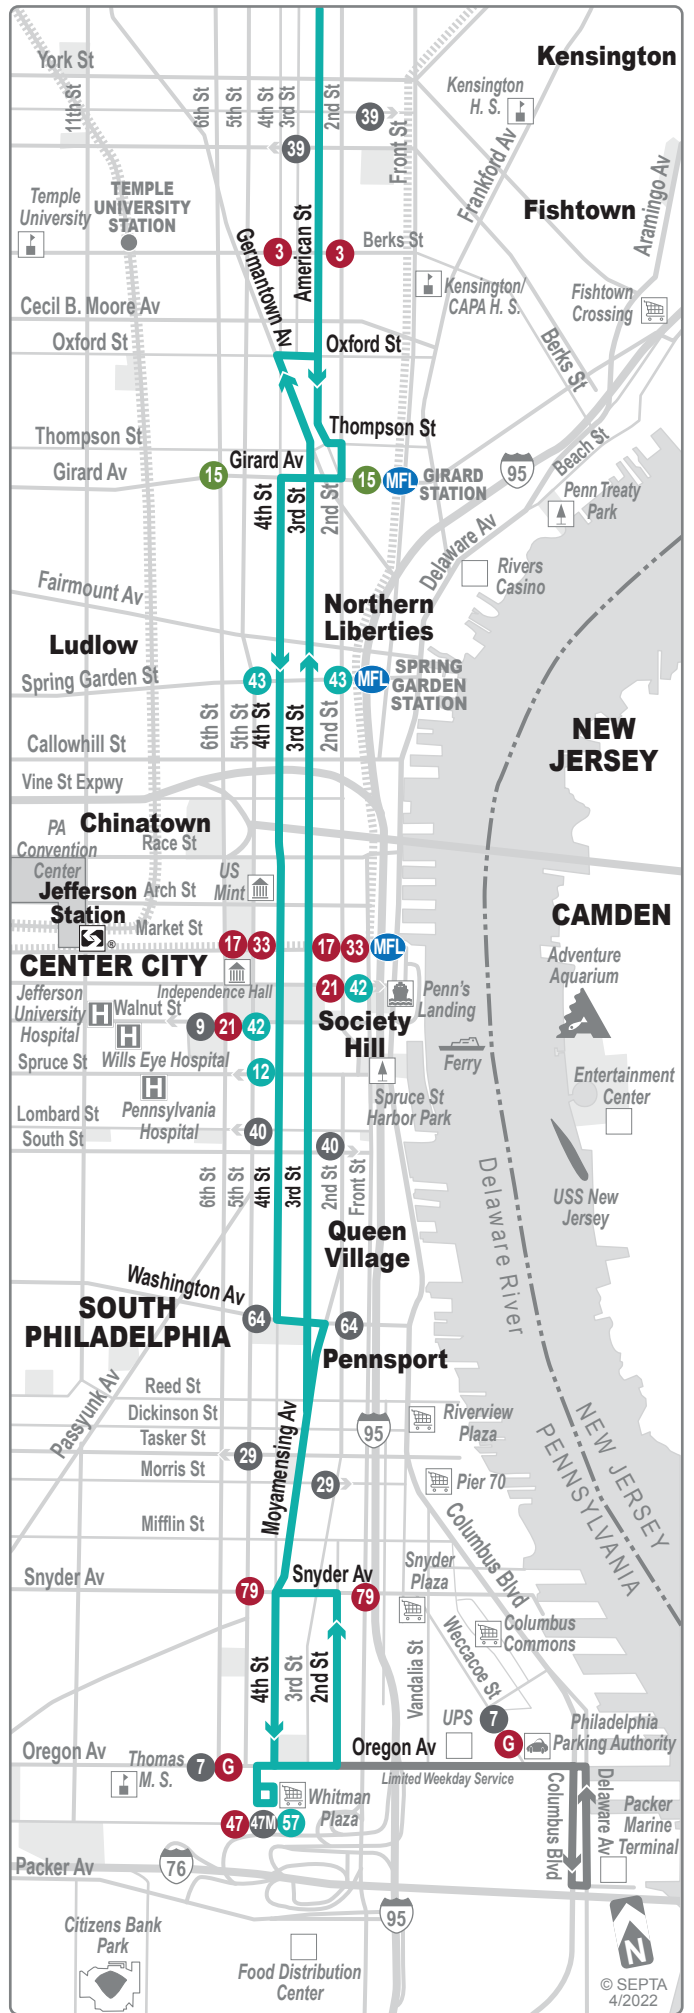 Kensington
York St
Kensington
H. S.
11th St
6th St
5th St
4th St
3rd St
2nd St
39
Front St
39
Frankford Av
Aramingo Av
Temple
University
TEMPLE
UNIVERSITY
STATION
Fishtown
Germantown Av
American St
3
3
Berks St
Kensington/
CAPA H. S.
Fishtown
Crossing
Cecil B. Moore Av
Oxford St
Oxford St
Berks St
Thompson St
Thompson St
Girard Av
Girard Av
15
15
MFL
GIRARD
STATION
95
Beach St
4th St
3rd St
2nd St
Penn Treaty
Park
Delaware Av
Rivers
Casino
Fairmount Av
Northern
Liberties
Ludlow
Spring Garden St
43
43
MFL
SPRING
GARDEN
STATION
6th St
5th St
4th St
3rd St
2nd St
NEW
JERSEY
Callowhill St
Vine St Expwy
PA
Convention
Center
Chinatown
Race St
US
Mint
Jefferson
Station
Arch St
®
Market St
CAMDEN
17
33
17
33
MFL
CENTER CITY
Adventure
Aquarium
Independence Hall
21
42
Penn's
Landing
Jefferson
University
Hospital
H
Walnut St
9
21
42
Society
Hill
H
Spruce St
Wills Eye Hospital
12
Ferry
Entertainment
Center
H
Pennsylvania
Hospital
Spruce St
Harbor Park
Lombard St
40
South St
40
6th St
5th St
4th St
3rd St
2nd St
Front St
Delaware River
USS New
Jersey
Queen
Village
Washington Av
SOUTH
PHILADELPHIA
64
64
Pennsport
Passyunk Av
Reed St
Dickinson St
Tasker St
Moyamensing Av
95
Riverview
Plaza
29
Morris St
29
Pier 70
NEW JERSEY
PENNSYLVANIA
Mifflin St
Columbus Blvd
Snyder Av
79
Snyder Av
79
Snyder
Plaza
Weccacoe St
Columbus
Commons
4th St
3rd St
2nd St
Vandalia St
UPS
7
G
Philadelphia
Parking Authority
Oregon Av
Thomas
M. S.
7
G
Oregon Av
Limited Weekday Service
Whitman
Plaza
Columbus Blvd
Delaware Av
Packer
Marine
Terminal
47
47M
57
Packer Av
76
95
Citizens Bank
Park
Food Distribution
Center
N
© SEPTA
4/2022